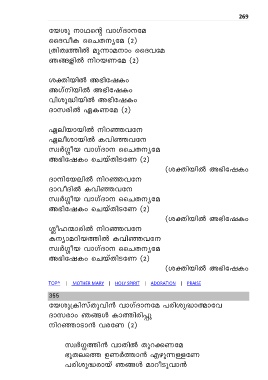 269
യേശു നാഥന്റെ വാഗ്ദാനമേ
ദൈവീക ചൈതന്യമേ (2)
ത്രിത്വത്തിൽ മൂന്നാമനാം ദൈവമേ
ഞങ്ങളിൽ നിറയണമേ (2)
ശക്തിയിൽ അഭിഷേകം
അഗ്നിയിൽ അഭിഷേകം
വിശുദ്ധിയിൽ അഭിഷേകം
ദാസരിൽ ഏകണമേ (2)
ഏലിയായിൽ നിറഞ്ഞവനേ
ഏലീശായിൽ കവിഞ്ഞവനേ
സ്വർഗ്ഗീയ വാഗ്ദാന ചൈതന്യമേ
അഭിഷേകം ചെയ്തിടണേ (2)
(ശക്തിയിൽ അഭിഷേകം
ദാനിയേലിൽ നിറഞ്ഞവനേ
ദാവീദിൽ കവിഞ്ഞവനേ
സ്വർഗ്ഗീയ വാഗ്ദാന ചൈതന്യമേ
അഭിഷേകം ചെയ്തിടണേ (2)
(ശക്തിയിൽ അഭിഷേകം
ശ്ലീഹന്മാരിൽ നിറഞ്ഞവനേ
കന്യാമറിയത്തിൽ കവിഞ്ഞവനേ
സ്വർഗ്ഗീയ വാഗ്ദാന ചൈതന്യമേ
അഭിഷേകം ചെയ്തിടണേ (2)
(ശക്തിയിൽ അഭിഷേകം
TOP^ | MOTHER MARY | HOLY SPIRIT | ADORATION | PRAISE
355
യേശുക്രിസ്തുവിൻ വാഗ്ദാനമേ പരിശുദ്ധാത്മാവേ
ദാസരാം ഞങ്ങൾ കാത്തിരിപ്പൂ
നിറഞ്ഞാടാൻ വരണേ (2)
സ്വർഗ്ഗത്തിൻ വാതിൽ തുറക്കണമേ
ഭൂതലത്തെ ഉണർത്താൻ എഴുന്നള്ളണേ
പരിശുദ്ധരായ് ഞങ്ങൾ മാറീടുവാൻ